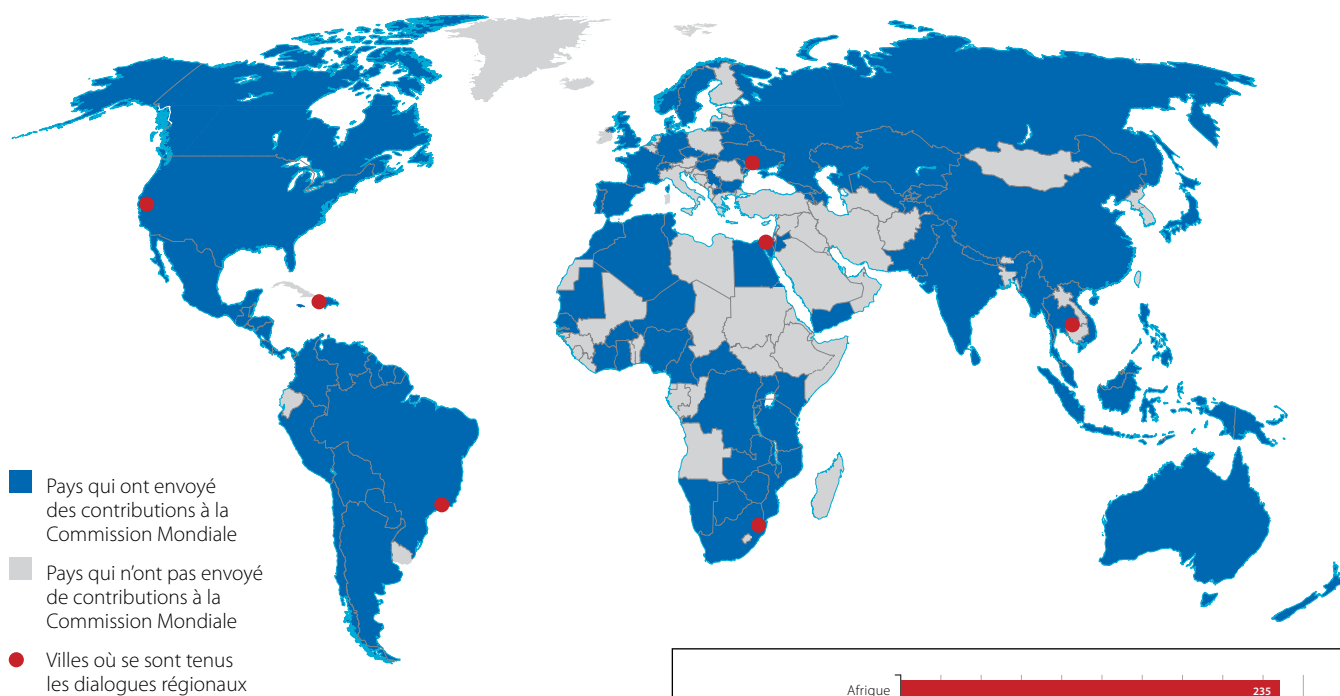 Pays qui ont envoyé
des contributions à la
Commission Mondiale
Pays qui n'ont pas envoyé
de contributions à la
Commission Mondiale
Villes où se sont tenus
les dialogues régionaux
Afrique
235